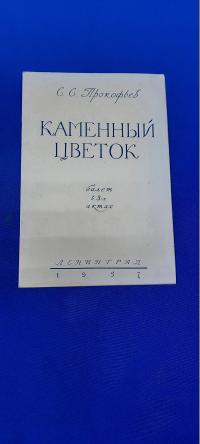 С. С. Прокофьев
КАМЕННЫЙ
ЦВЕТОК
балет
в 3-х
актах
ЛЕНИНГРАД
1957